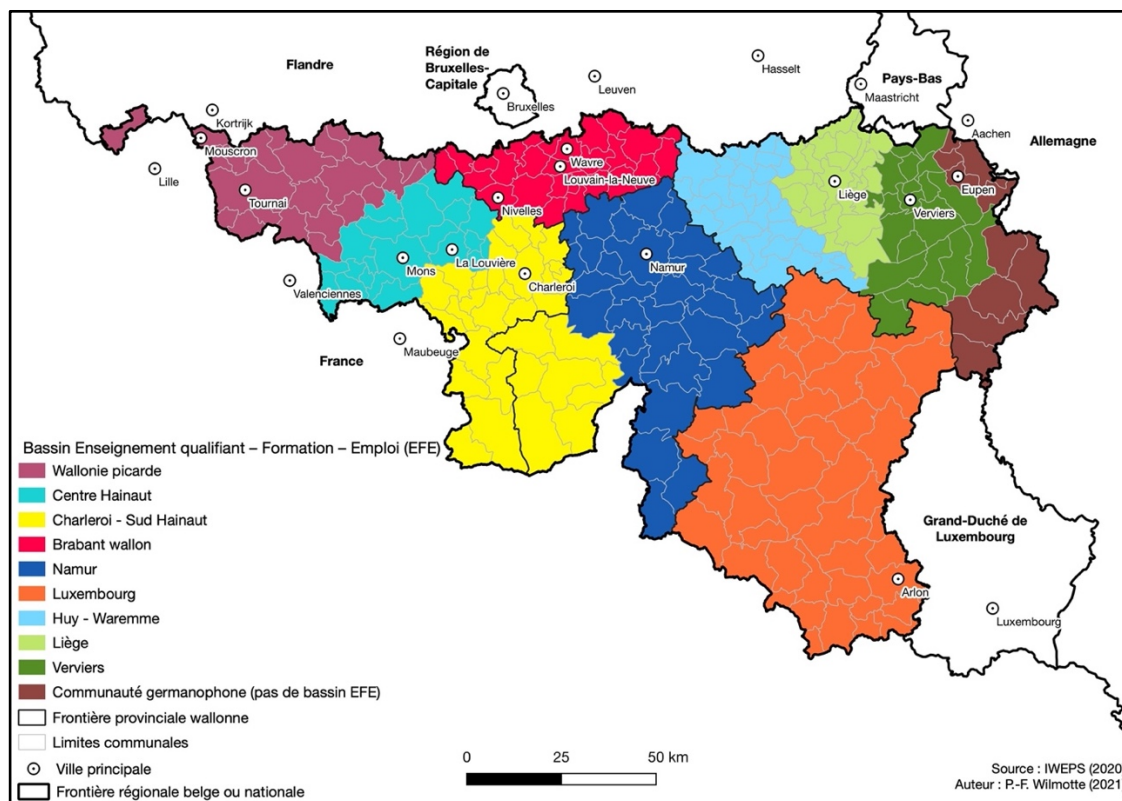 Flandre
Région de
Bruxelles-
Capitale
Bruxelles
Leuven
Hasselt
Pays-Bas
Maastricht
Aachen
Allemagne
Kortrijk
Mouscron
Lille
Tournai
Wavre
Louvain-la-Neuve
Nivelles
Liège
Eupen
Verviers
Mons
La Louvière
Charleroi
Namur
Valenciennes
Maubeuge
France
Grand-Duché de
Luxembourg
Arlon
Luxembourg
Bassin Enseignement qualifiant – Formation – Emploi (EFE)
Wallonie picarde
Centre Hainaut
Charleroi - Sud Hainaut
Brabant wallon
Namur
Luxembourg
Huy - Waremme
Liège
Verviers
Communauté germanophone (pas de bassin EFE)
Frontière provinciale wallonne
Limites communales
Ville principale
Frontière régionale belge ou nationale
0 25 50 km
Source : IWEPS (2020
Auteur : P.-F. Wilmotte (2021)